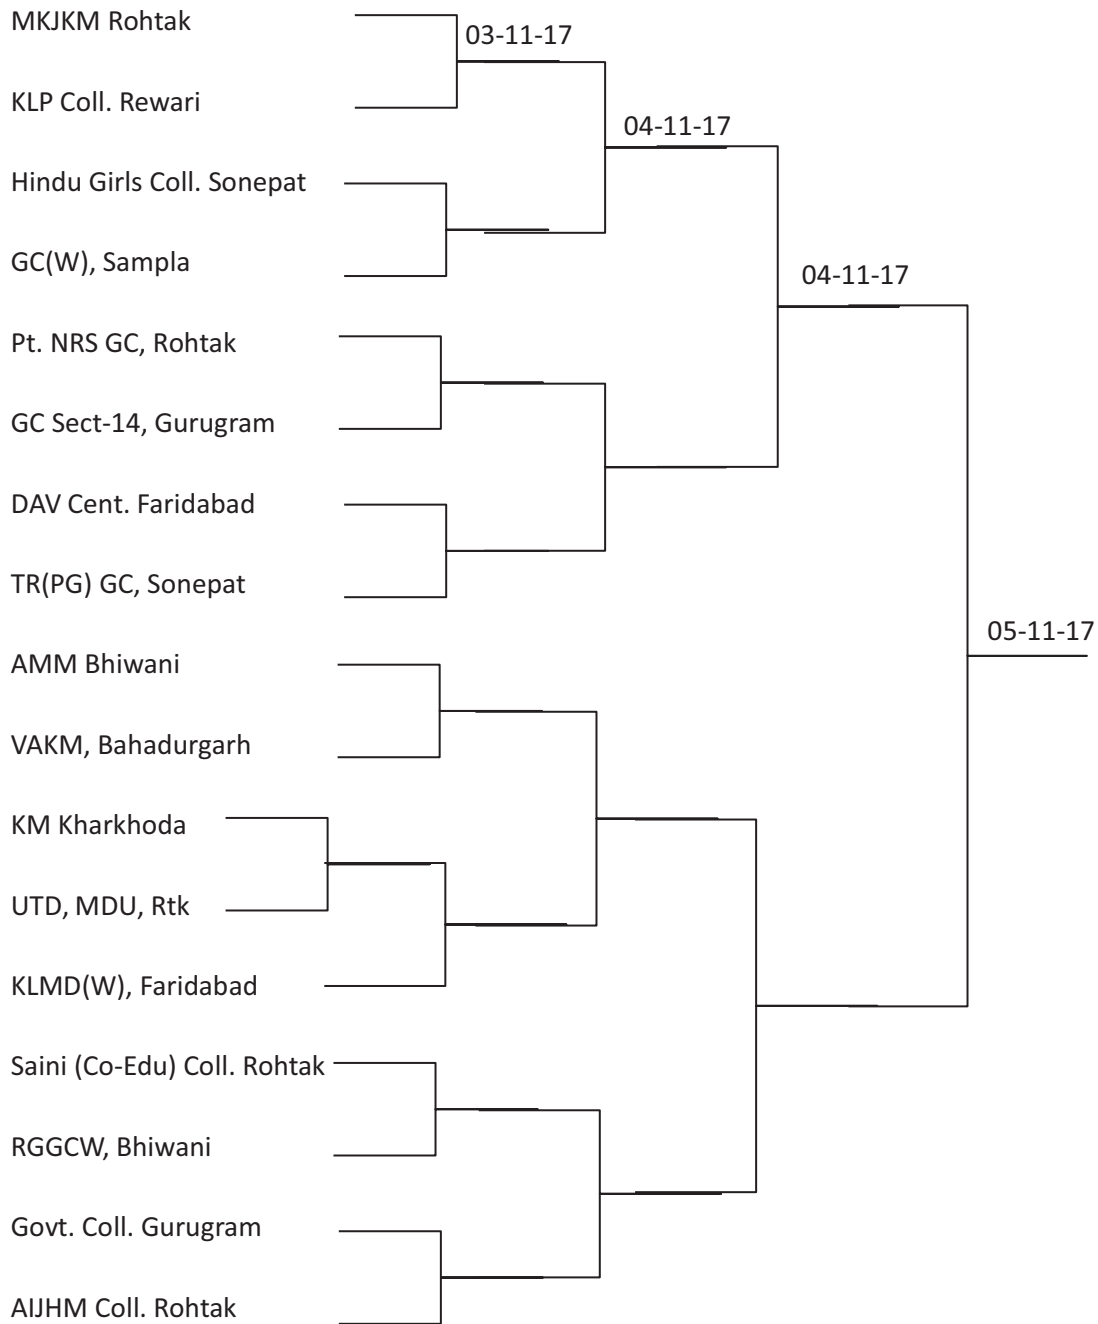 MKJKM Rohtak
03-11-17
KLP Coll. Rewari
04-11-17
Hindu Girls Coll. Sonepat
GC(W), Sampla
04-11-17
Pt. NRS GC, Rohtak
GC Sect-14, Gurugram
DAV Cent. Faridabad
TR(PG) GC, Sonepat
05-11-17
AMM Bhiwani
VAKM, Bahadurgarh
KM Kharkhoda
UTD, MDU, Rtk
KLMD(W), Faridabad
Saini (Co-Edu) Coll. Rohtak
RGGCW, Bhiwani
Govt. Coll. Gurugram
AIJHM Coll. Rohtak